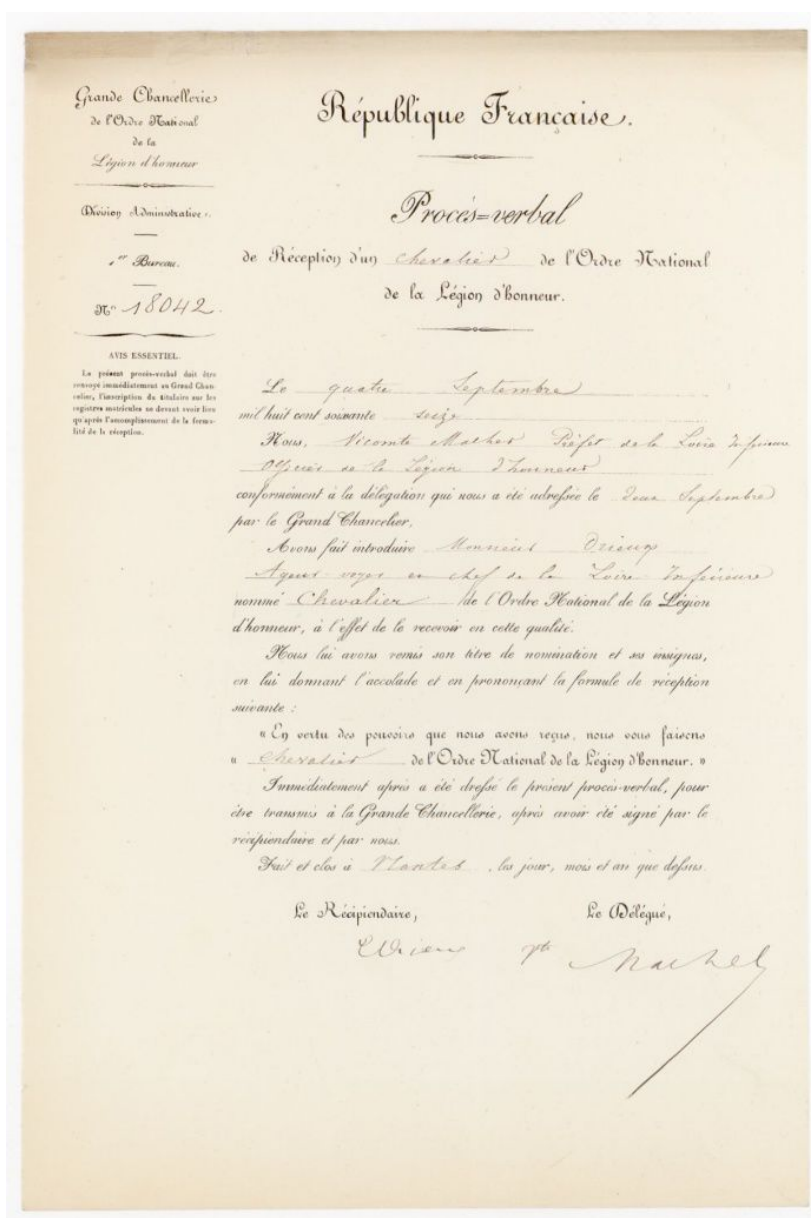 Grande Chancellerie
de l'Ordre National
de la
Légion d'honneur
Division Administrative.
1er Bureau.
No 18042.
AVIS ESSENTIEL.
Le présent procès-verbal doit être
renvoyé immédiatement au Grand Chan-
celier, l'inscription du titulaire sur les
registres matricules ne devant avoir lieu
qu'après l'accomplissement de la forma-
lité de la réception.
République Française.
Procès=verbal
de Réception d'un chevalier de l'Ordre National
de la Légion d'honneur.
Le quatre Septembre
mil huit cent soixante seize
Nous, Vicomte Malher Préfet de la Loire Inférieure
Officier de la Légion d'honneur
conformément à la délégation qui nous a été adressée le deux Septembre
par le Grand Chancelier,
Avons fait introduire Monsieur Drieux
Agent-voyer en chef de la Loire Inférieure
nommé Chevalier de l'Ordre National de la Légion
d'honneur, à l'effet de le recevoir en cette qualité.
Nous lui avons remis son titre de nomination et ses insignes,
en lui donnant l'accolade et en prononçant la formule de réception
suivante :
« En vertu des pouvoirs que nous avons reçus, nous vous faisons
« chevalier de l'Ordre National de la Légion d'honneur. »
Immédiatement après a été dressé le présent procès-verbal, pour
être transmis à la Grande Chancellerie, après avoir été signé par le
récipiendaire et par nous.
Fait et clos à Nantes, les jour, mois et an que dessus.
Le Récipiendaire,
Le Délégué,
EDrieux
Vte Malher